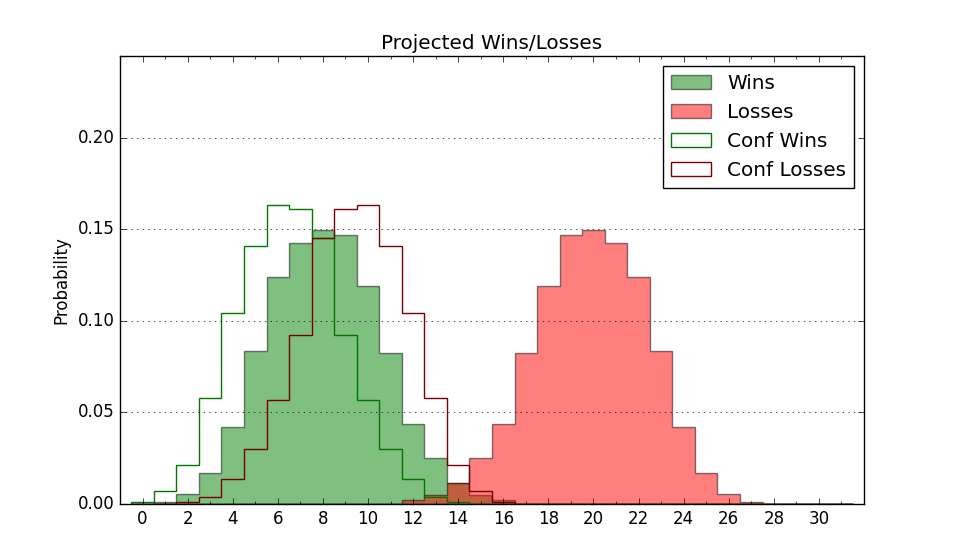 Projected Wins/Losses
Wins
Losses
Conf Wins
Conf Losses
Probability
0.20
0.15
0.10
0.05
0.00
0 2 4 6 8 10 12 14 16 18 20 22 24 26 28 30